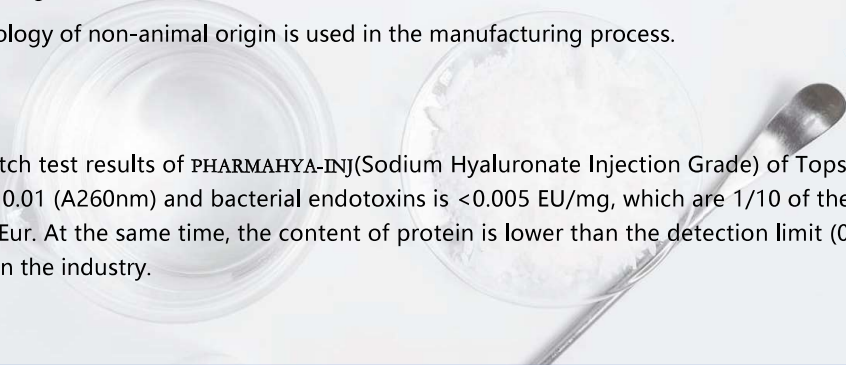 ology of non-animal origin is used in the manufacturing process.
tch test results of PHARMAHYA-INJ(Sodium Hyaluronate Injection Grade) of Tops
0.01 (A260nm) and bacterial endotoxins is <0.005 EU/mg, which are 1/10 of the
Eur. At the same time, the content of protein is lower than the detection limit (0
n the industry.